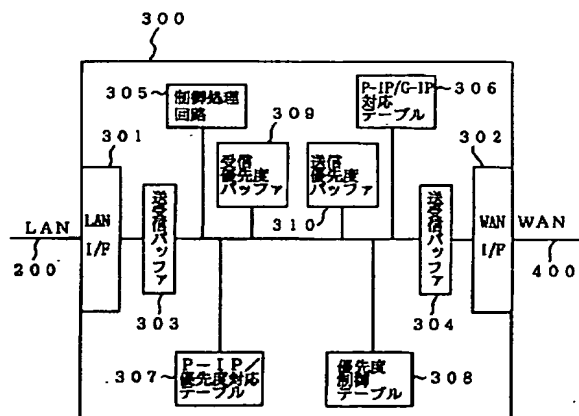 300
305
制御処理
回路
309
P-IP/G-IP
対応
テーブル
306
301
受信
優先度
バッファ
送信
優先度
バッファ
302
310
LAN
LAN
I/F
送受信バッファ
送受信バッファ
WAN
I/F
WAN
200
400
303
304
307
P-IP/
優先度対応
テーブル
優先度
制御
テーブル
308